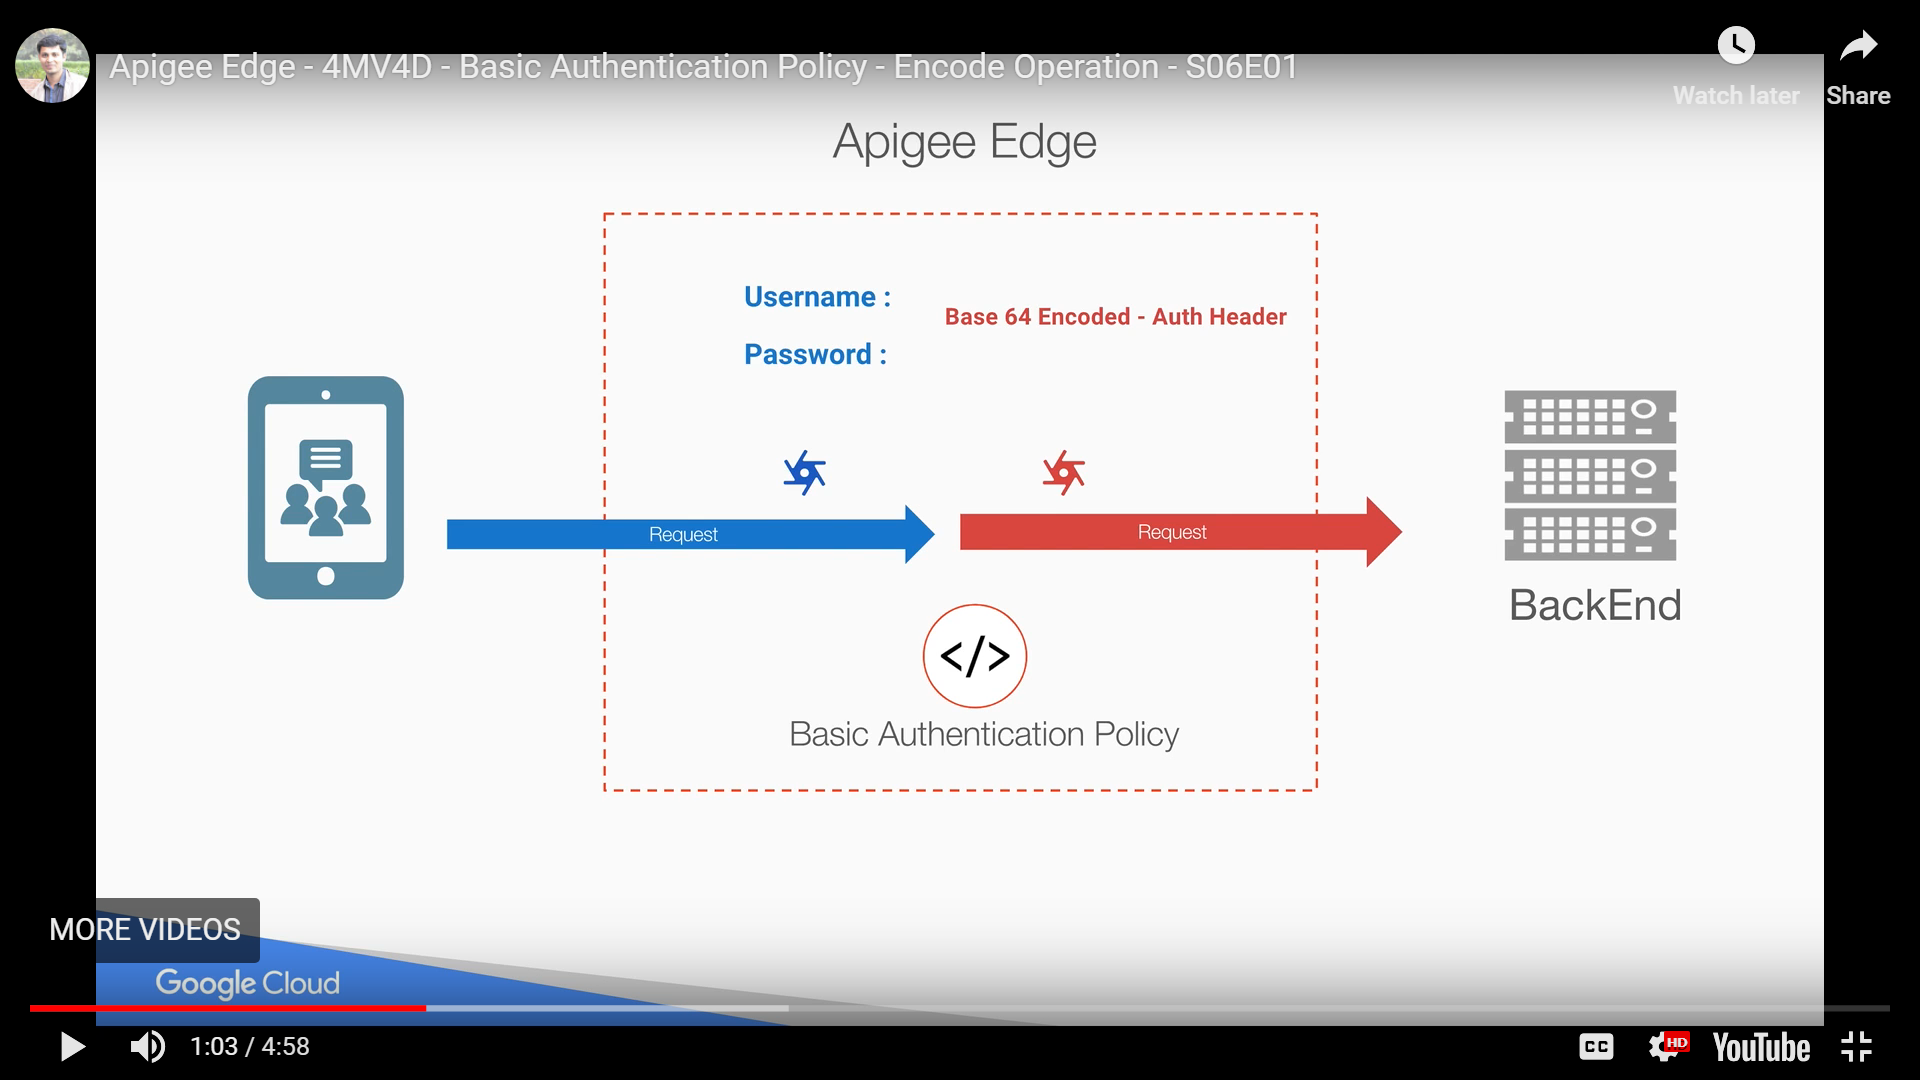 Apigee Edge - 4MV4D - Basic Authentication Policy - Encode Operation - S06E01
Watch later
Share
Apigee Edge
Username :
Base 64 Encoded - Auth Header
Password :
Request
Request
BackEnd
</>
Basic Authentication Policy
MORE VIDEOS
Google Cloud
1:03 / 4:58
CC
HD
YouTube